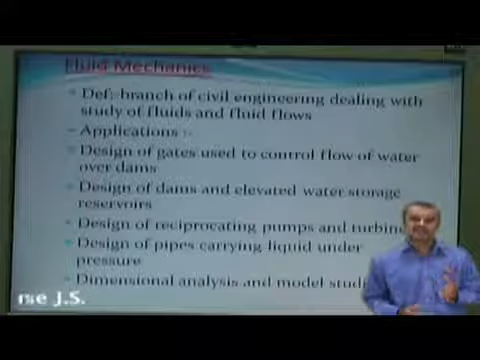 Fluid Mechanics
Def:- branch of civil engineering dealing with
study of fluids and fluid flows
Applications :-
Design of gates used to control flow of water
over dams
Design of dams and elevated water storage
reservoirs
Design of reciprocating pumps and
Design of pipes carrying liquid under
pressure
Dimensional analysis and model
J.S.